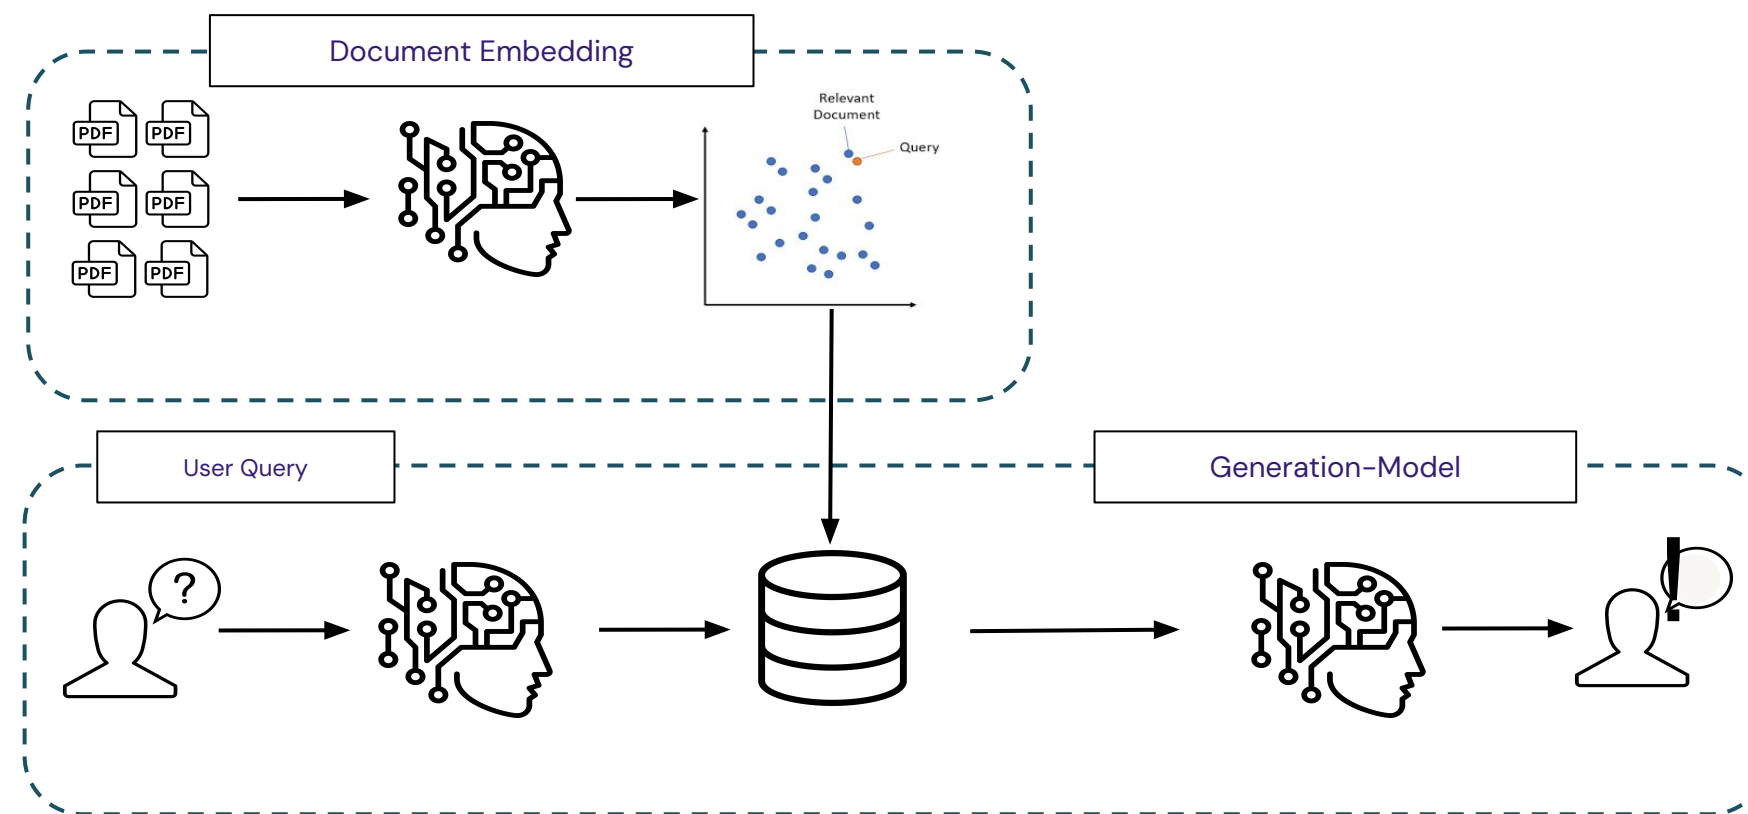 Document Embedding
PDF PDF
PDF PDF
PDF PDF
Relevant
Document
Query
User Query
Generation-Model
?
!